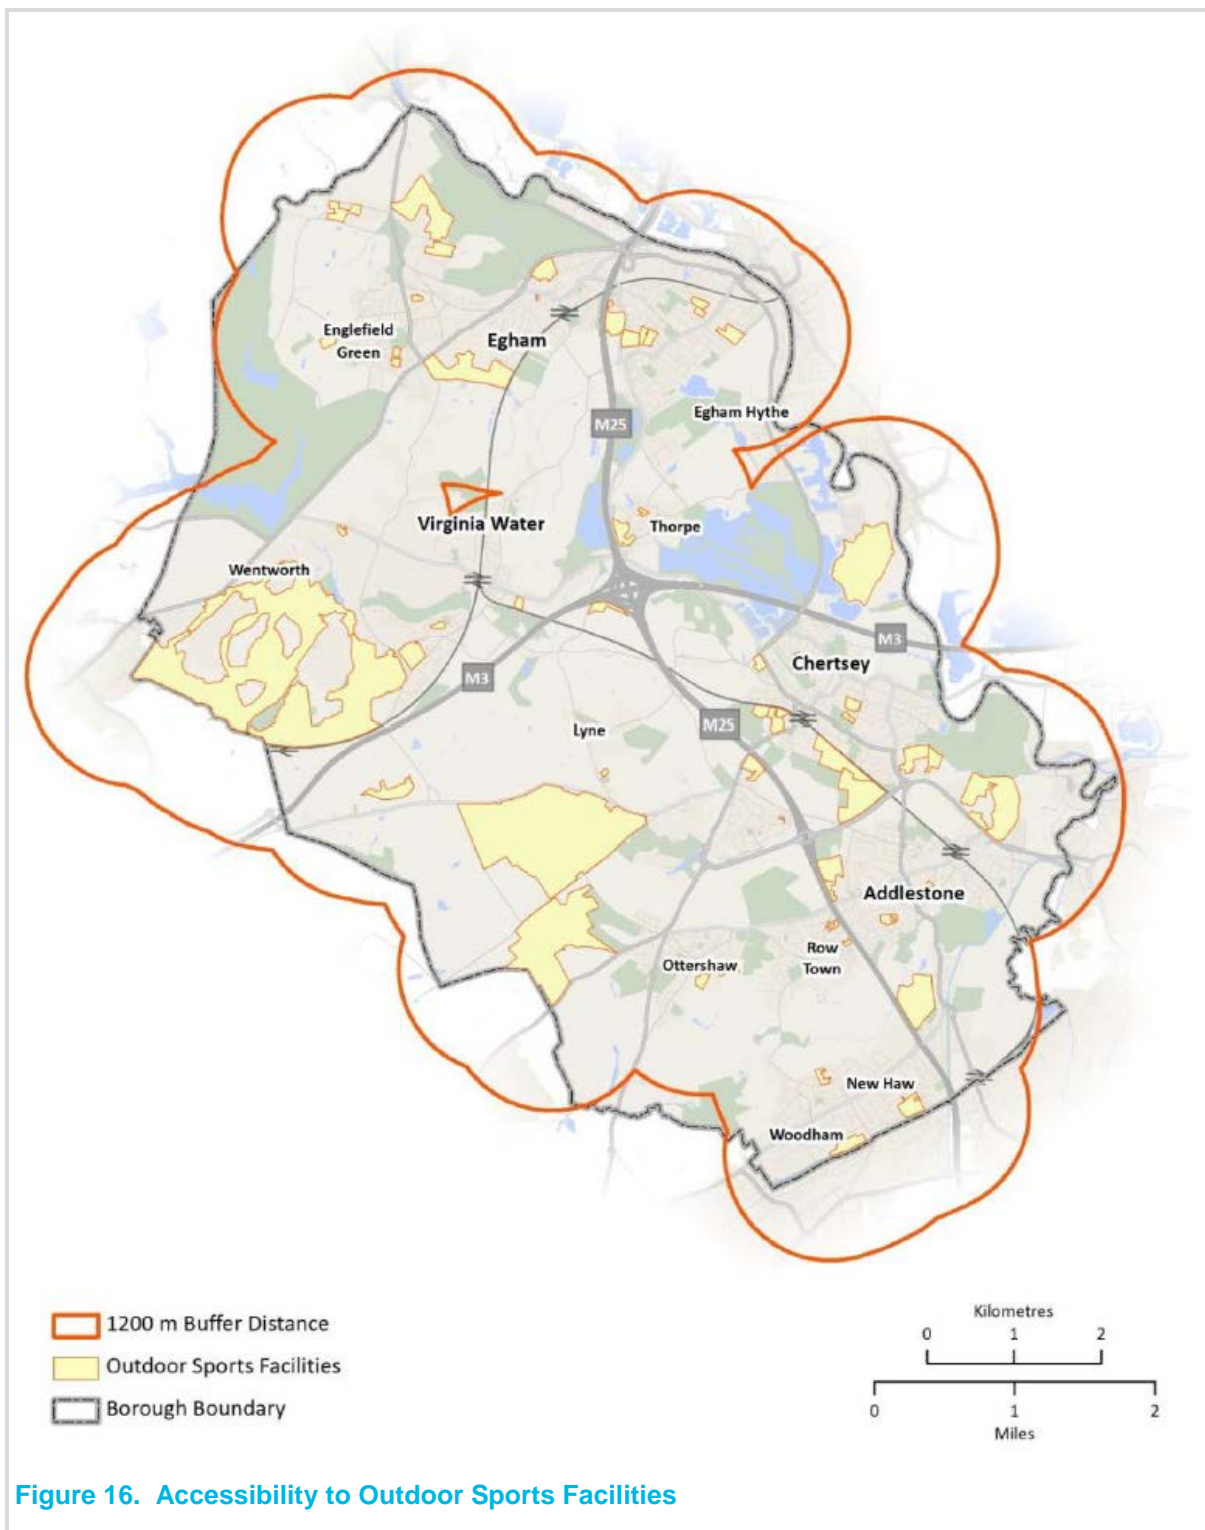 Englefield
Green
Egham
M25
Egham Hythe
Virginia Water
Thorpe
Wentworth
M3
Chertsey
M3
M25
Lyne
Addlestone
Row
Town
Ottershaw
New Haw
Woodham
1200 m Buffer Distance
Outdoor Sports Facilities
Borough Boundary
Kilometres
0 1 2
0 1 2
Miles
Figure 16. Accessibility to Outdoor Sports Facilities